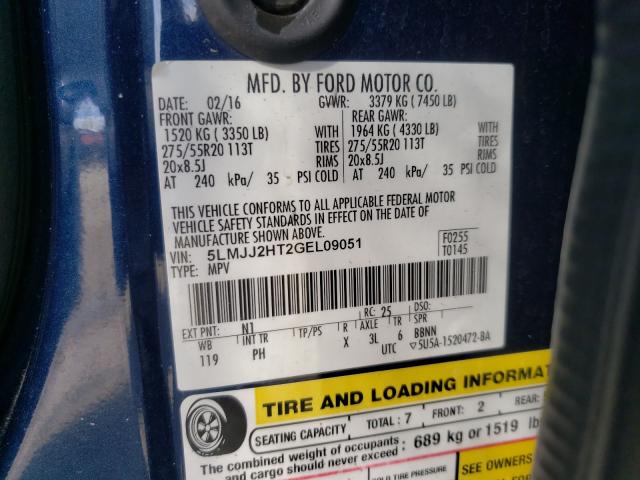 MFD. BY FORD MOTOR CO.
DATE: 02/16 GVWR: 3379 KG ( 7450 LB)
FRONT GAWR: REAR GAWR:
1520 KG ( 3350 LB) WITH 1964 KG ( 4330 LB) WITH
275/55R20 113T TIRES 275/55R20 113T TIRES
20x8.5J RIMS 20x8.5J RIMS
AT 240 kPa/ 35 PSI COLD AT 240 kPa/ 35 PSI COLD
THIS VEHICLE CONFORMS TO ALL APPLICABLE FEDERAL MOTOR
VEHICLE SAFETY STANDARDS IN EFFECT ON THE DATE OF
MANUFACTURE SHOWN ABOVE.
VIN: 5LMJJ2HT2GEL09051 F0255
TYPE: MPV T0145
EXT PNT: N1 RC: 25 DSO:
WB INT TR TP/PS R AXLE TR SPR
119 PH X 3L 6 BBNN
UTC ▽5U5A-1520472-BA
TIRE AND LOADING INFORMAT
SEATING CAPACITY TOTAL: 7 FRONT: 2 REAR:
The combined weight of occupants and cargo should never exceed: 689 kg or 1519 lb
COLD TIRE PRESSURE
SEE OWNERS